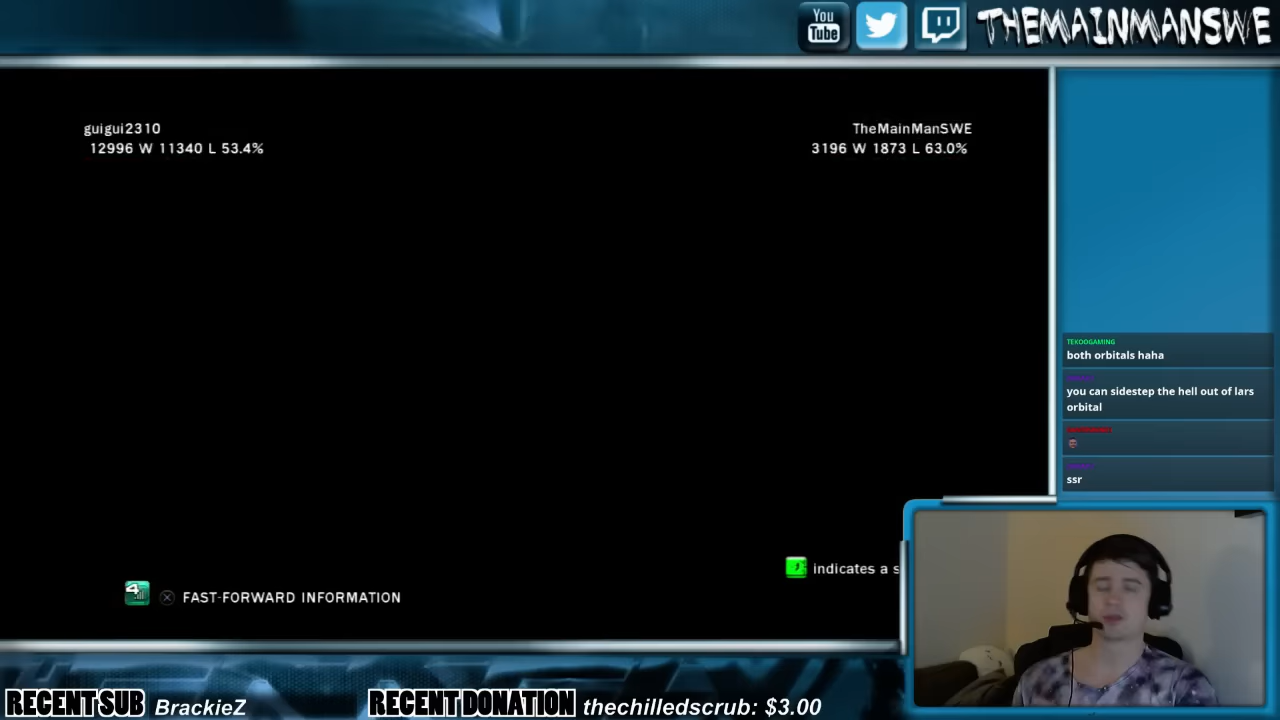 You
Tube
THEMAINMANSWE
guigui2310
12996 W 11340 L 53.4%
TheMainManSWE
3196 W 1873 L 63.0%
TEXOOGAMING
both orbitals haha
you can sidestep the hell out of lars
orbital
ssr
indicates a s
4
FAST-FORWARD INFORMATION
RECENT SUB BrackieZ
RECENT DONATION thechilledscrub: $3.00